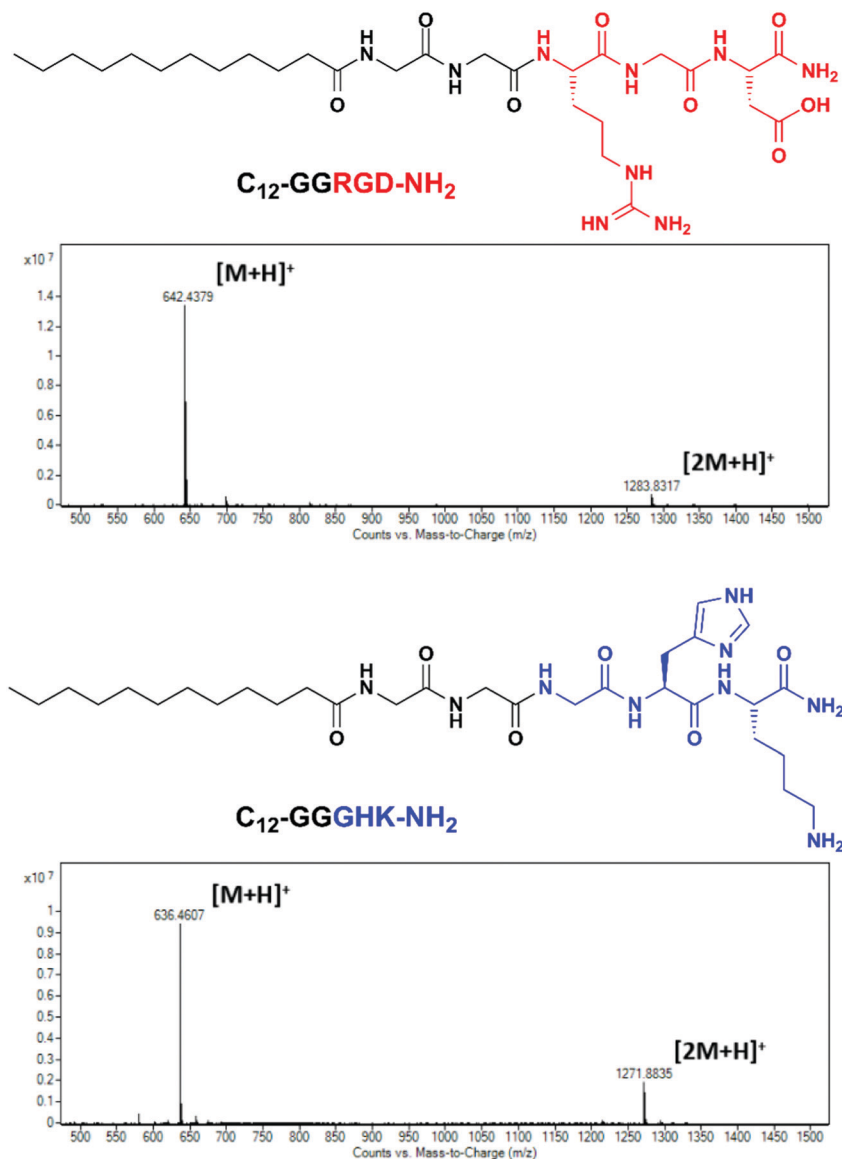 O
O
O
H
N
H
N
H
N
H
N
NH₂
N
H
N
H
O
O
O
O
OH
O
NH
HN
NH₂
C₁₂-GGRGD-NH₂
x10 ⁷
[M+H]⁺
642.4379
1.4
1.2
1
0.8
0.6
0.4
[2M+H]⁺
0.2
1283.8317
0
500 550 600 650 700 750 800 850 900 950 1000 1050 1100 1150 1200 1250 1300 1350 1400 1450 1500
Counts vs. Mass-to-Charge (m/z)
NH
N
O
O
O
H
N
H
N
H
N
H
N
NH₂
N
H
N
H
O
O
O
C₁₂-GGGHK-NH₂
NH₂
x10 ⁷
[M+H]⁺
636.4607
1
0.9
0.8
0.7
0.6
0.5
0.4
0.3
[2M+H]⁺
0.2
1271.8835
0.1
0
500 550 600 650 700 750 800 850 900 950 1000 1050 1100 1150 1200 1250 1300 1350 1400 1450 1500
Counts vs. Mass-to-Charge (m/z)